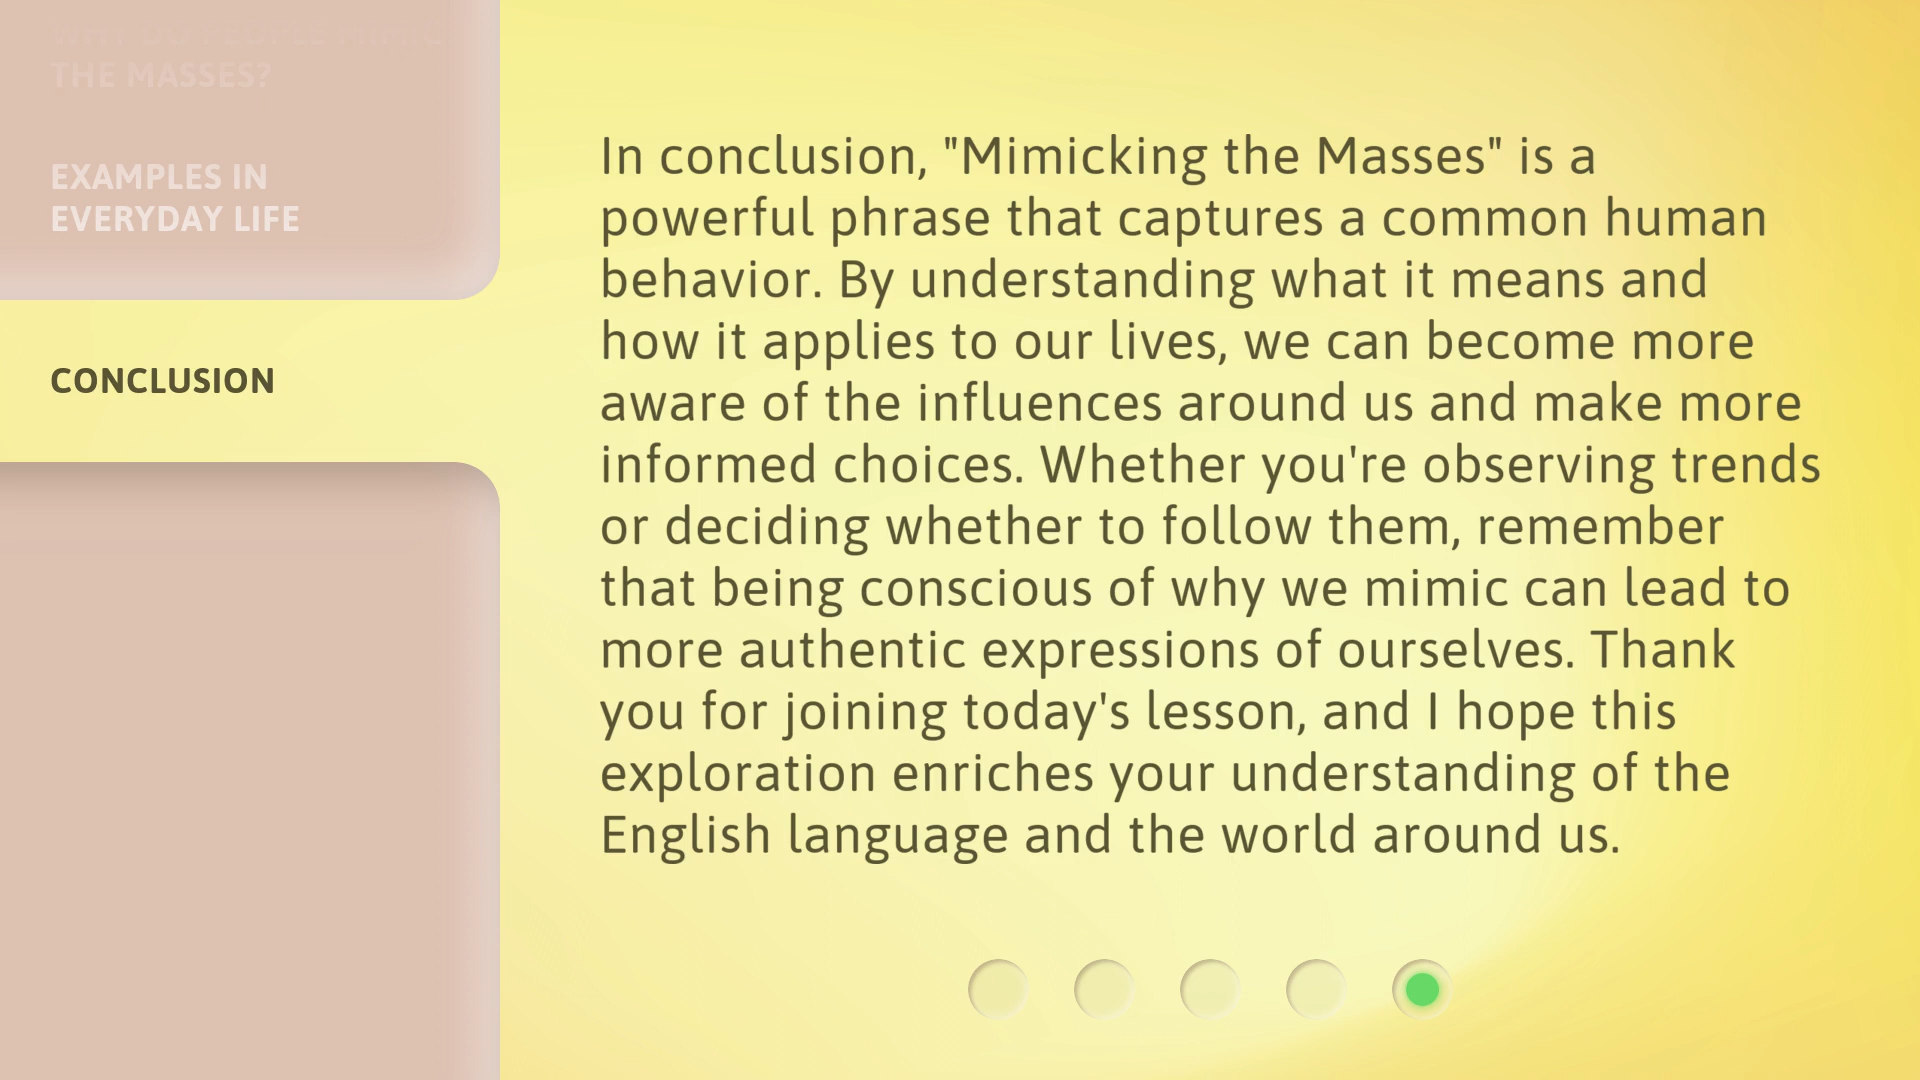 WHY DO PEOPLE MIMIC
THE MASSES?
EXAMPLES IN
EVERYDAY LIFE
CONCLUSION
In conclusion, "Mimicking the Masses" is a
powerful phrase that captures a common human
behavior. By understanding what it means and
how it applies to our lives, we can become more
aware of the influences around us and make more
informed choices. Whether you're observing trends
or deciding whether to follow them, remember
that being conscious of why we mimic can lead to
more authentic expressions of ourselves. Thank
you for joining today's lesson, and I hope this
exploration enriches your understanding of the
English language and the world around us.